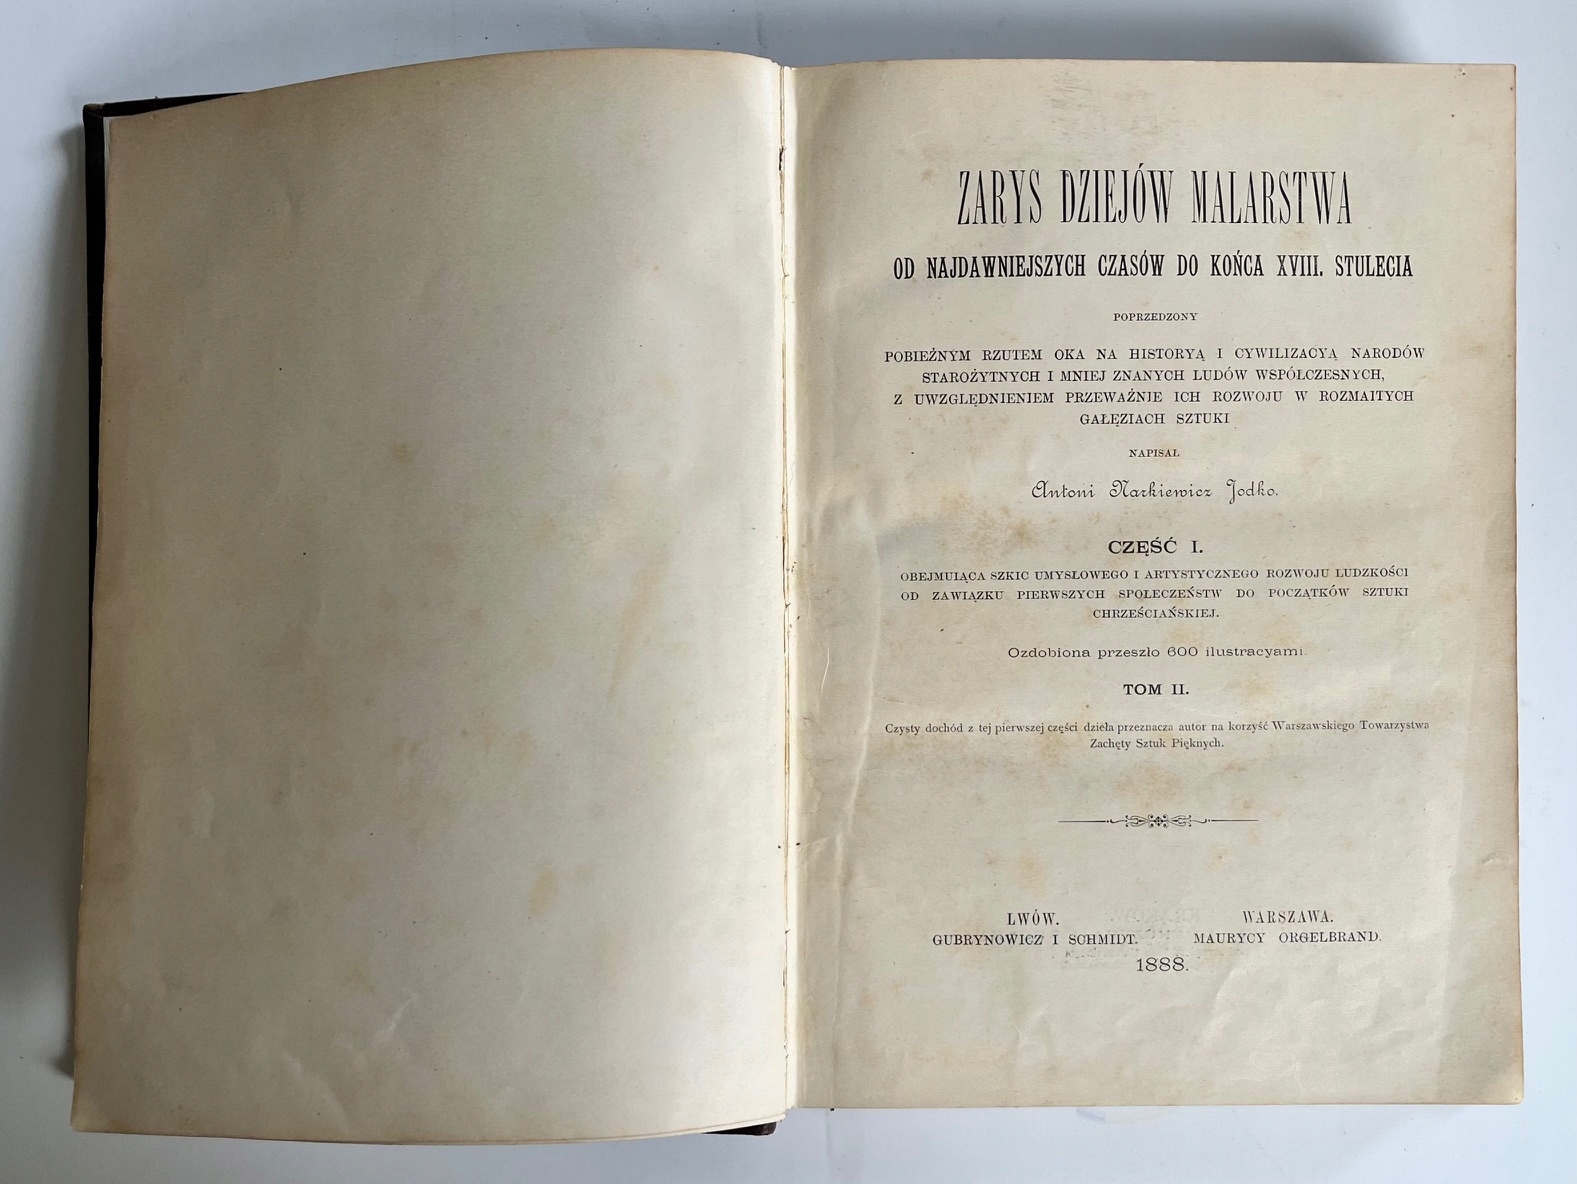 ZARYS DZIEJÓW MALARSTWA
OD NAJDAWNIEJSZYCH CZASÓW DO KOŃCA XVIII. STULECIA
POPRZEDZONY
POBIEŻNYM RZUTEM OKA NA HISTORYĄ I CYWILIZACYĄ NARODÓW
STAROŻYTNYCH I MNIEJ ZNANYCH LUDÓW WSPÓŁCZESNYCH,
Z UWZGLĘDNIENIEM PRZEWAŻNIE ICH ROZWOJU W ROZMAITYCH
GAŁĘZIACH SZTUKI
NAPISAŁ
Antoni Narkiewicz Jodko.
CZĘŚĆ I.
OBEJMUIĄCA SZKIC UMYSŁOWEGO I ARTYSTYCZNEGO ROZWOJU LUDZKOŚCI
OD ZAWIĄZKU PIERWSZYCH SPOŁECZEŃSTW DO POCZĄTKÓW SZTUKI
CHRZEŚCIAŃSKIEJ.
Ozdobiona przeszło 600 ilustracyami
TOM II.
Czysty dochód z tej pierwszej części dzieła przeznacza autor na korzyść Warszawskiego Towarzystwa
Zachęty Sztuk Pięknych.
LWÓW. WARSZAWA.
GUBRYNOWICZ I SCHMIDT. MAURYCY ORGELBRAND.
1888.